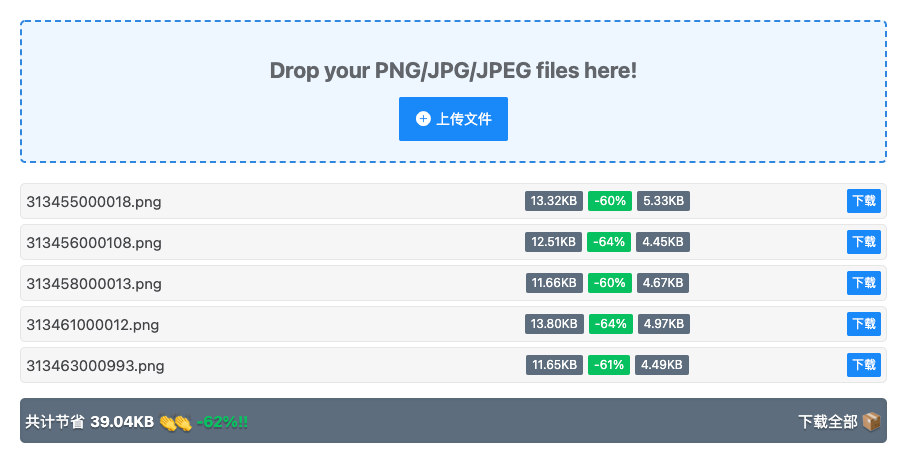 Drop your PNG/JPG/JPEG files here!
上传文件
313455000018.png 13.32KB -60% 5.33KB 下载
313456000108.png 12.51KB -64% 4.45KB 下载
313458000013.png 11.66KB -60% 4.67KB 下载
313461000012.png 13.80KB -64% 4.97KB 下载
313463000993.png 11.65KB -61% 4.49KB 下载
共计节省 39.04KB 👏👏 -62%!! 下载全部 📦